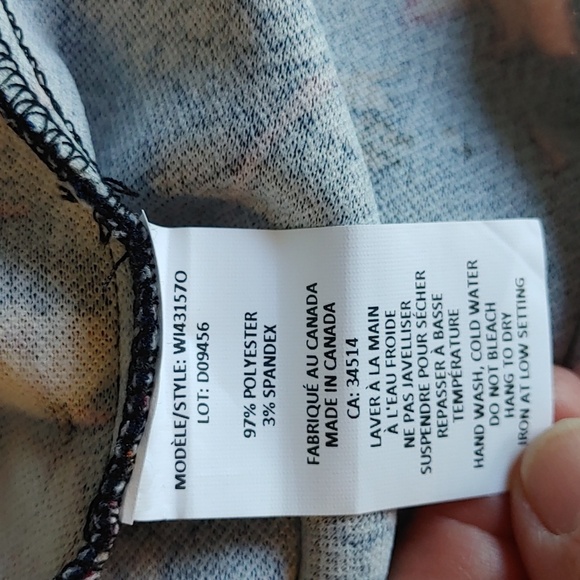 MODÈLE/STYLE: WI43157O
LOT: D09456
97% POLYESTER
3% SPANDEX
FABRIQUÉ AU CANADA
MADE IN CANADA
CA: 34514
LAVER À LA MAIN
À L'EAU FROIDE
NE PAS JAVELLISER
SUSPENDRE POUR SÉCHER
REPASSER À BASSE
TEMPÉRATURE
HAND WASH, COLD WATER
DO NOT BLEACH
HANG TO DRY
IRON AT LOW SETTING